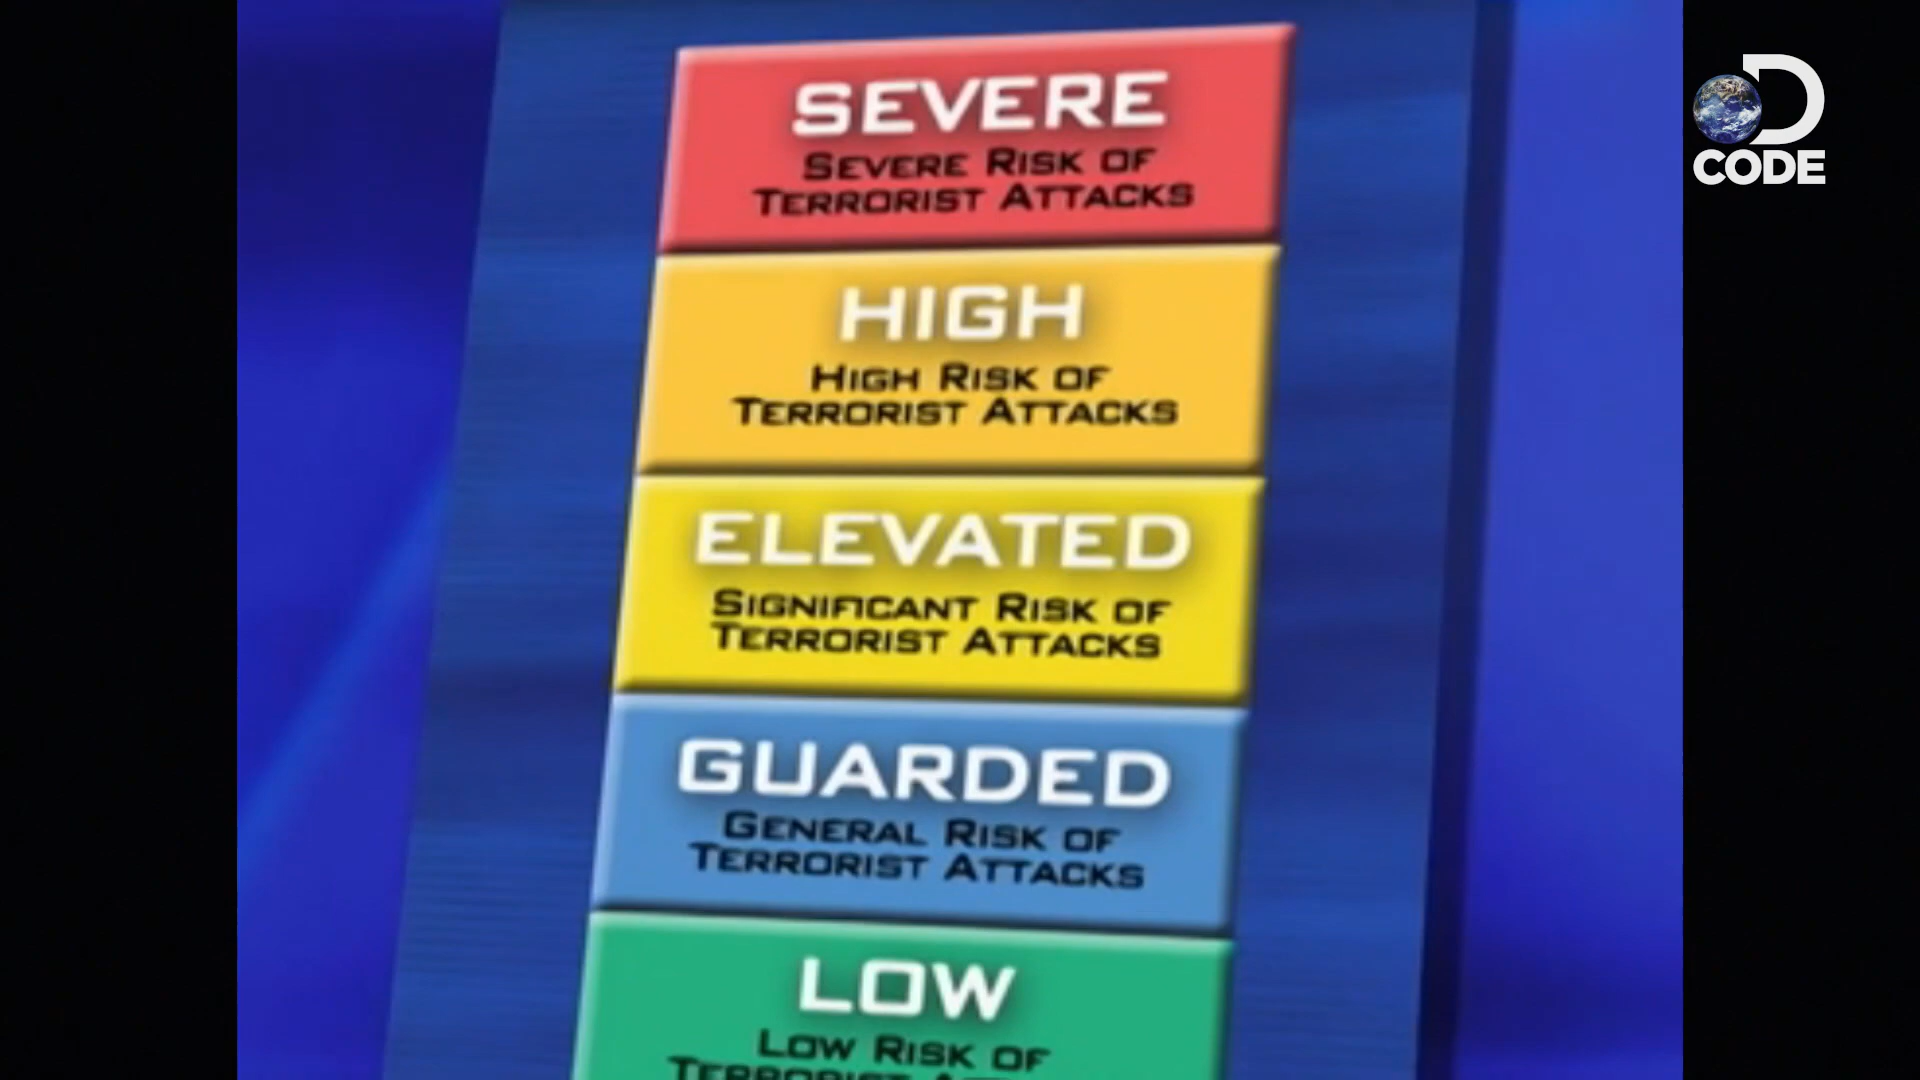 SEVERE
SEVERE RISK OF
TERRORIST ATTACKS
HIGH
HIGH RISK OF
TERRORIST ATTACKS
ELEVATED
SIGNIFICANT RISK OF
TERRORIST ATTACKS
GUARDED
GENERAL RISK OF
TERRORIST ATTACKS
LOW
LOW RISK OF
TERRORIST
D
CODE